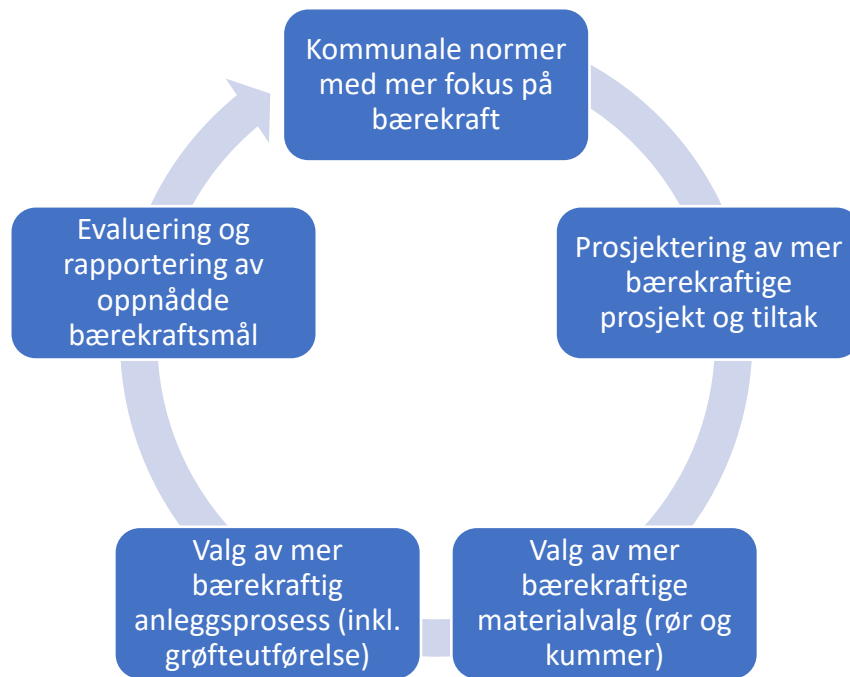 Kommunale normer
med mer fokus på
bærekraft
Prosjektering av mer
bærekraftige
prosjekt og tiltak
Valg av mer
bærekraftige
materialvalg (rør og
kummer)
Valg av mer
bærekraftig
anleggsprosess (inkl.
grøfteutførelse)
Evaluering og
rapportering av
oppnådde
bærekraftsmål